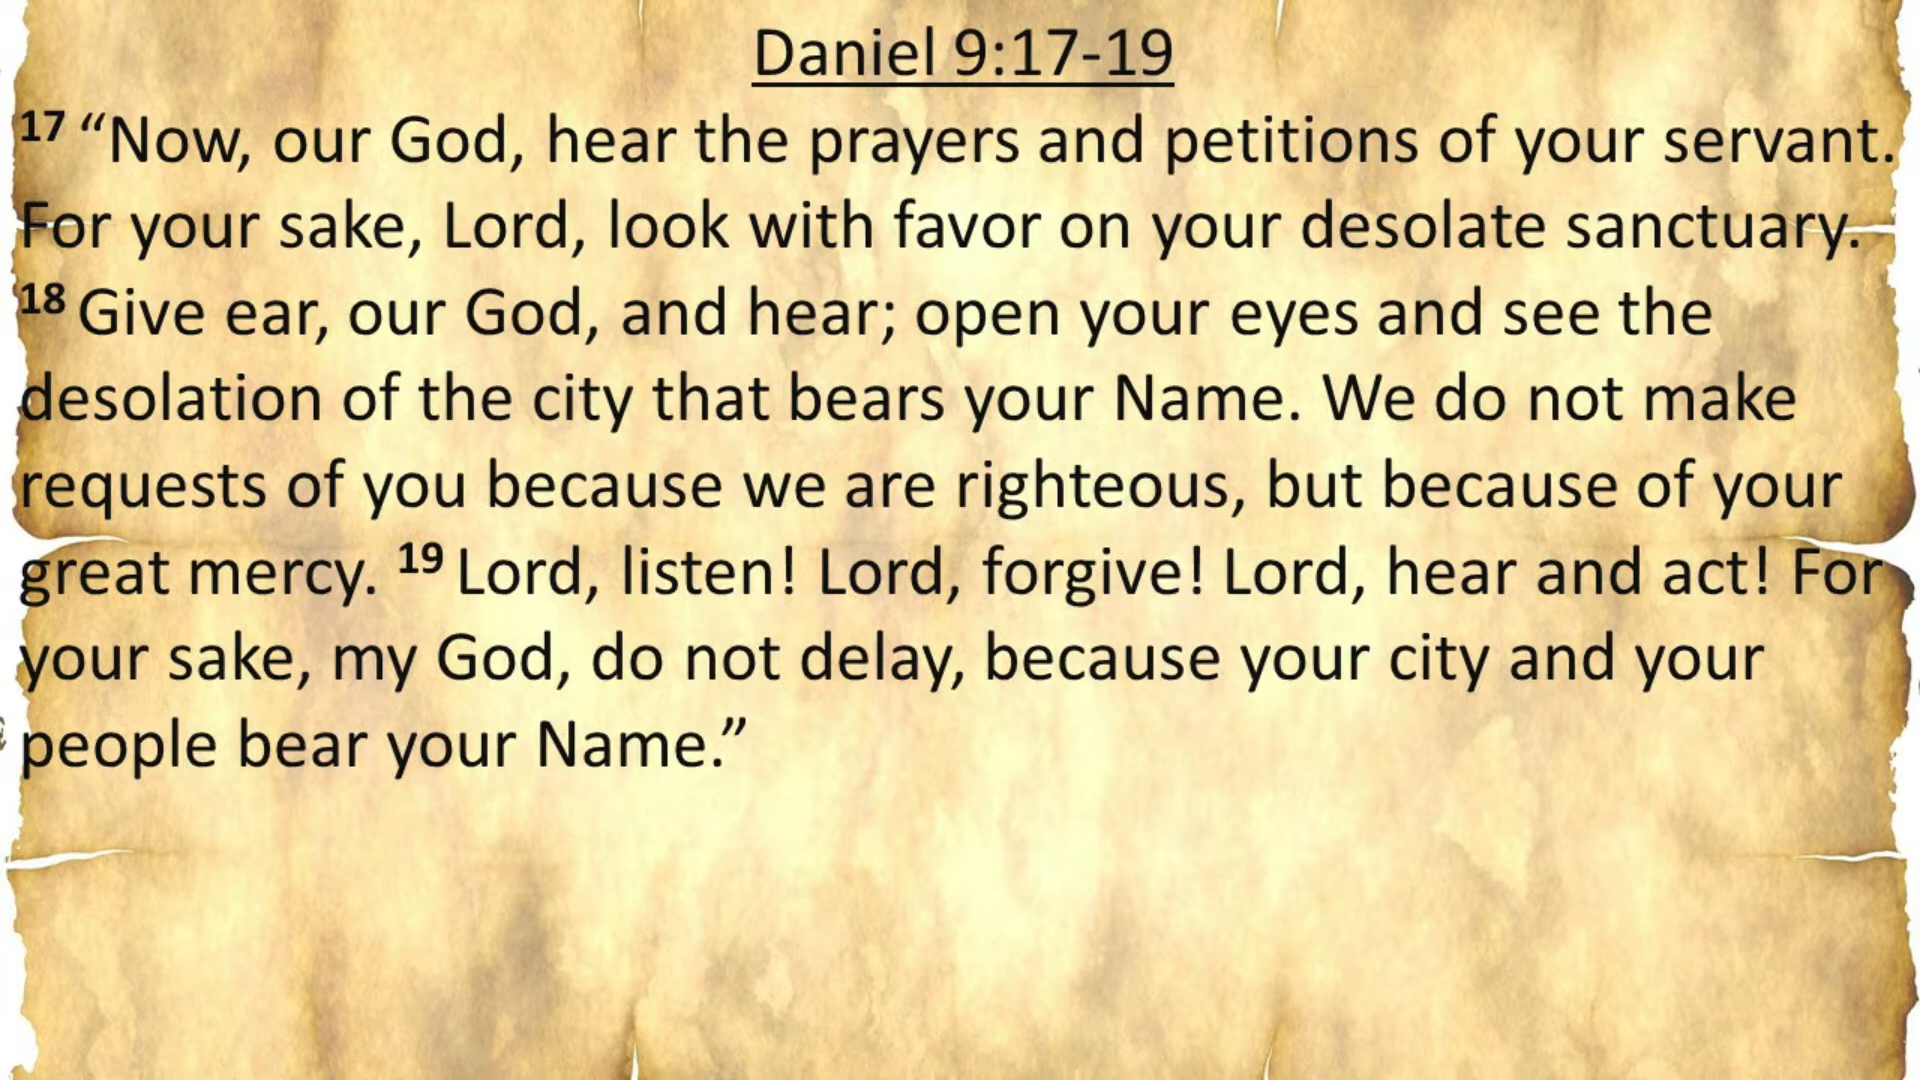 Daniel 9:17-19
17 “Now, our God, hear the prayers and petitions of your servant.
For your sake, Lord, look with favor on your desolate sanctuary.
18 Give ear, our God, and hear; open your eyes and see the
desolation of the city that bears your Name. We do not make
requests of you because we are righteous, but because of your
great mercy. 19 Lord, listen! Lord, forgive! Lord, hear and act! For
your sake, my God, do not delay, because your city and your
people bear your Name.”